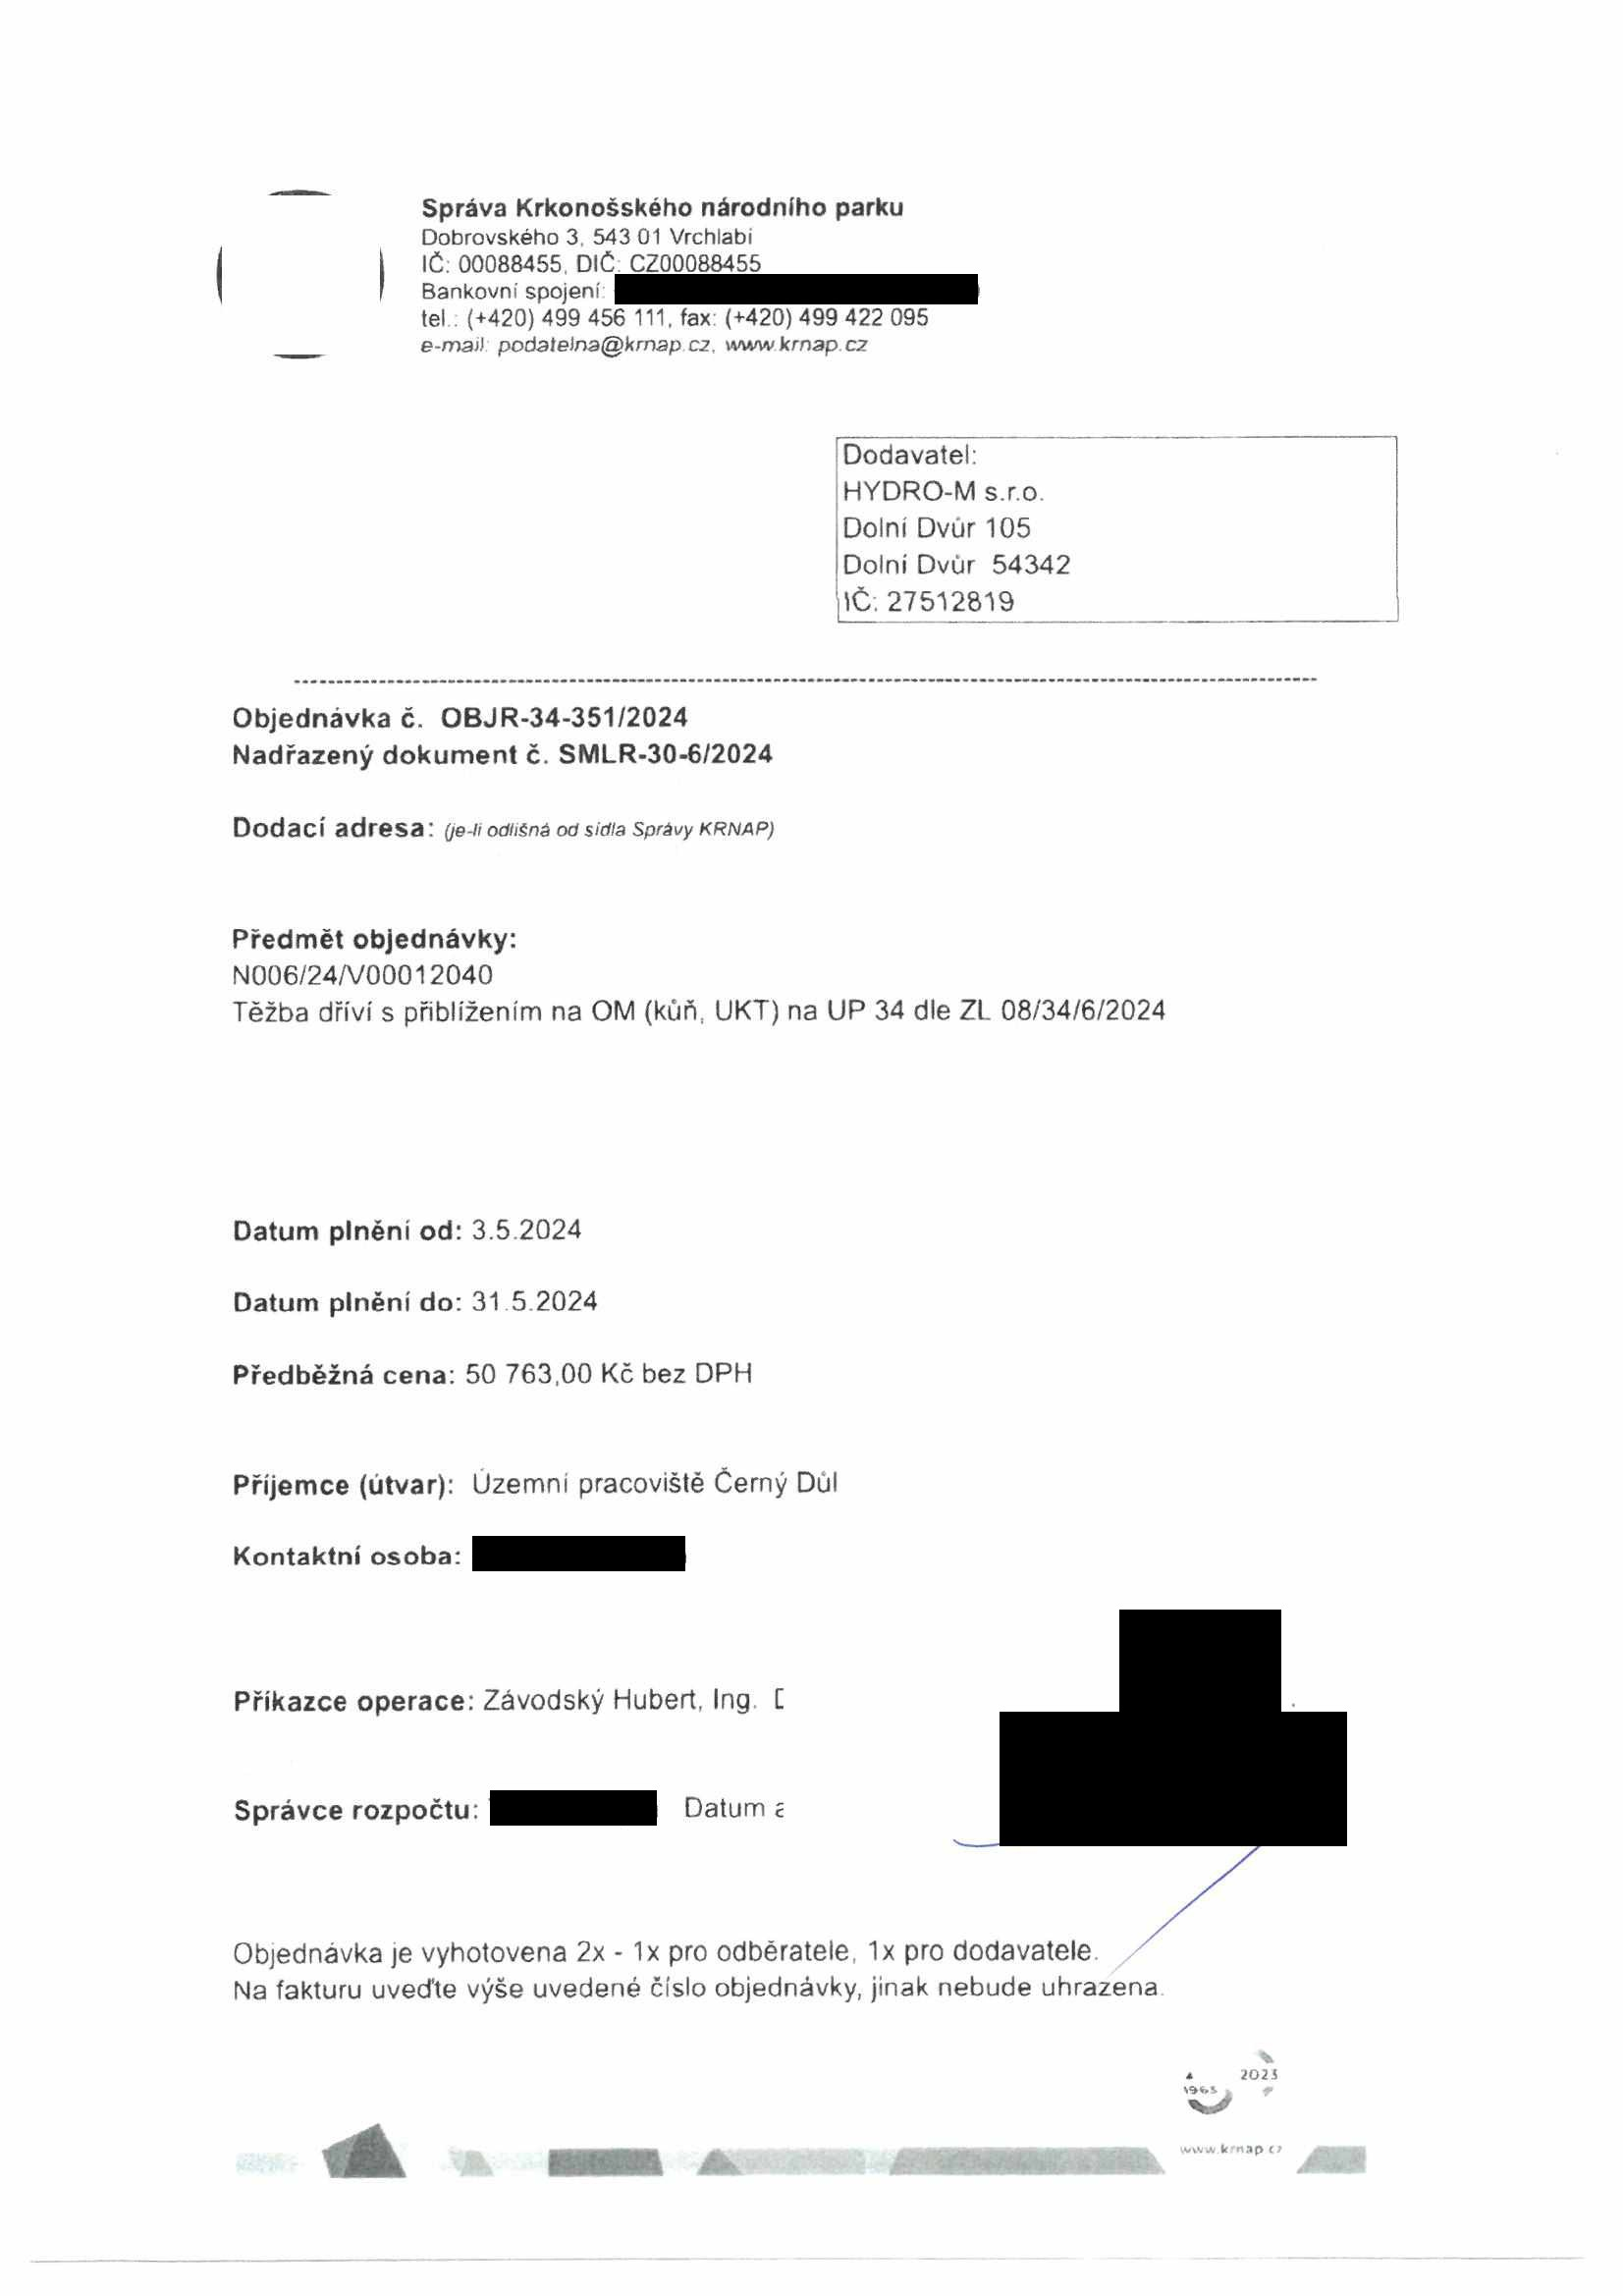 Správa Krkonošského národního parku
Dobrovského 3, 543 01 Vrchlabí
IČ: 00088455, DIČ: CZ00088455
Bankovní spojení:
tel.: (+420) 499 456 111, fax: (+420) 499 422 095
e-mail: podatelna@krnap.cz, www.krnap.cz
Dodavatel:
HYDRO-M s.r.o.
Dolní Dvůr 105
Dolní Dvůr 54342
IČ: 27512819
Objednávka č. OBJR-34-351/2024
Nadřazený dokument č. SMLR-30-6/2024
Dodací adresa: (je-li odlišná od sídla Správy KRNAP)
Předmět objednávky:
N006/24/V00012040
Těžba dříví s přiblížením na OM (kůň, UKT) na UP 34 dle ZL 08/34/6/2024
Datum plnění od: 3.5.2024
Datum plnění do: 31.5.2024
Předběžná cena: 50 763,00 Kč bez DPH
Příjemce (útvar): Územní pracoviště Černý Důl
Kontaktní osoba:
Příkazce operace: Závodský Hubert, Ing.
Správce rozpočtu: Datum
Objednávka je vyhotovena 2x - 1x pro odběratele, 1x pro dodavatele.
Na fakturu uveďte výše uvedené číslo objednávky, jinak nebude uhrazena.
2023
1963
www.krnap.cz